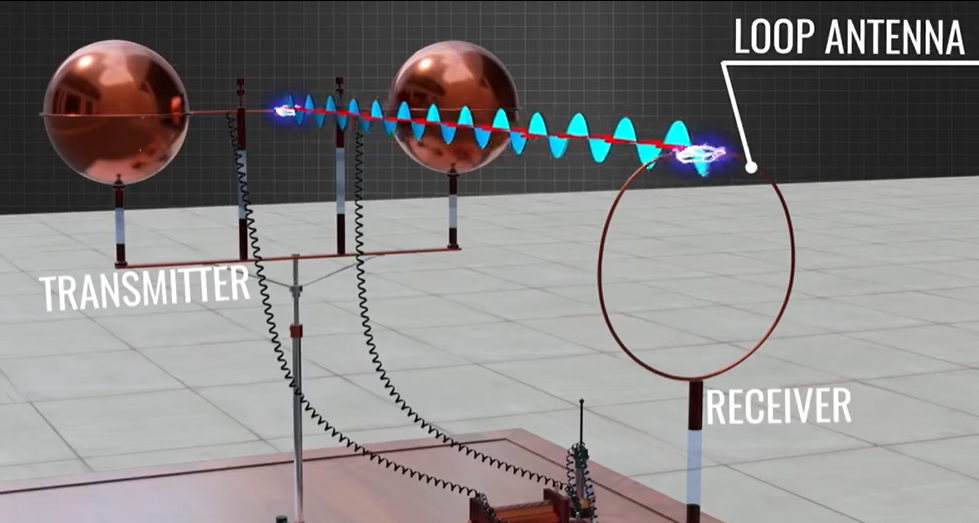 LOOP ANTENNA
TRANSMITTER
RECEIVER